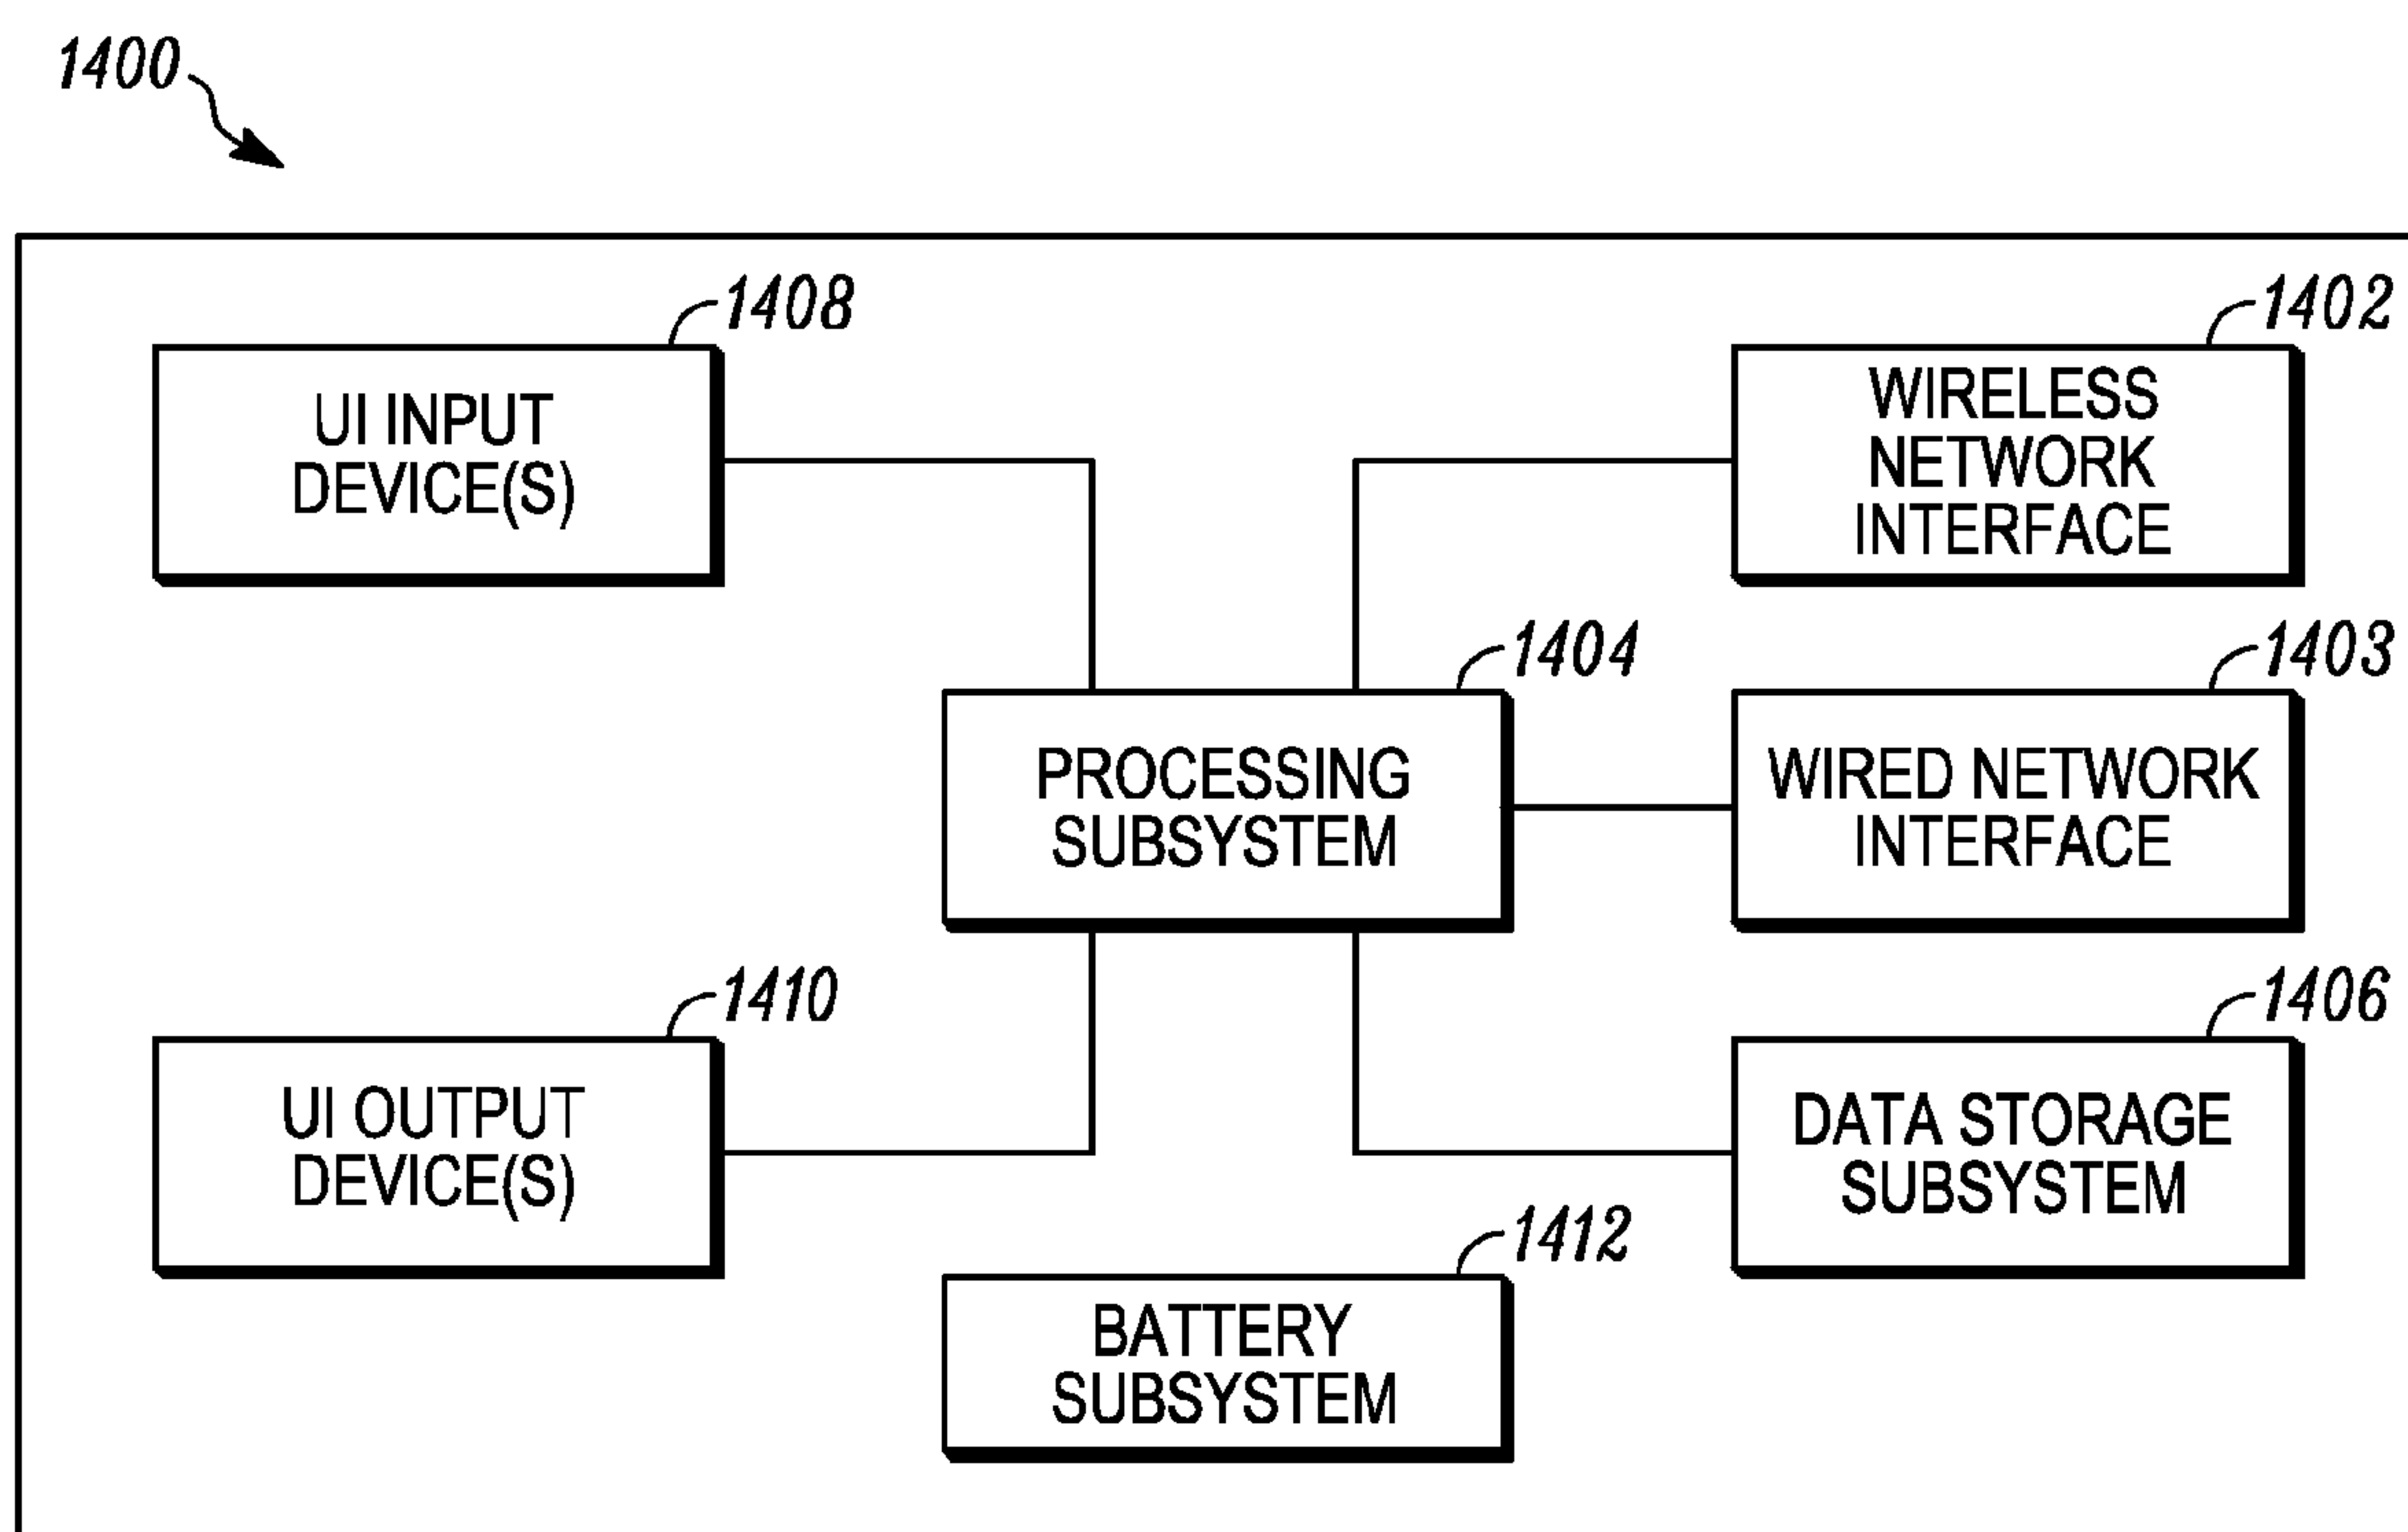 1400
1408
UI INPUT
DEVICE(S)
1402
WIRELESS
NETWORK
INTERFACE
1404
PROCESSING
SUBSYSTEM
1403
WIRED NETWORK
INTERFACE
1410
UI OUTPUT
DEVICE(S)
1406
DATA STORAGE
SUBSYSTEM
1412
BATTERY
SUBSYSTEM